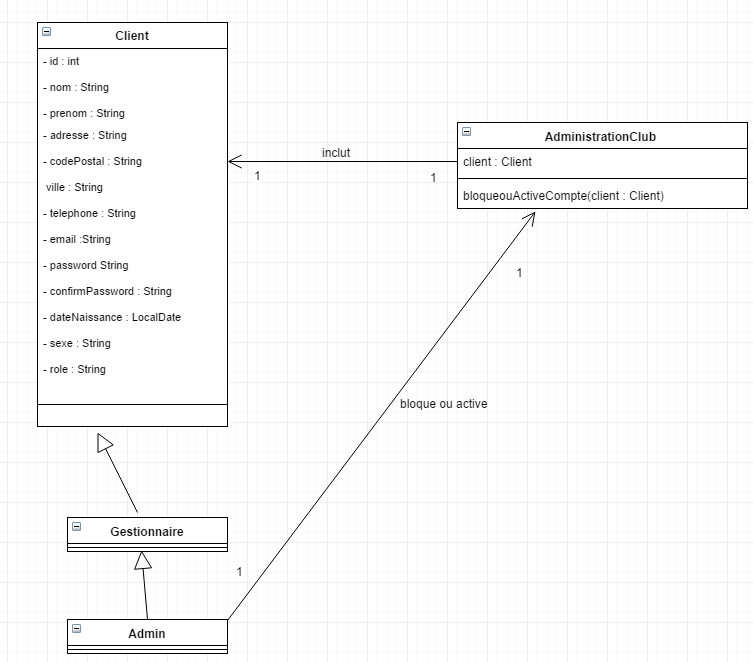 Client
- id : int
- nom : String
- prenom : String
- adresse : String
- codePostal : String
ville : String
- telephone : String
- email :String
- password String
- confirmPassword : String
- dateNaissance : LocalDate
- sexe : String
- role : String
inclut
1
1
AdministrationClub
client : Client
bloqueouActiveCompte(client : Client)
1
bloque ou active
1
Gestionnaire
Admin